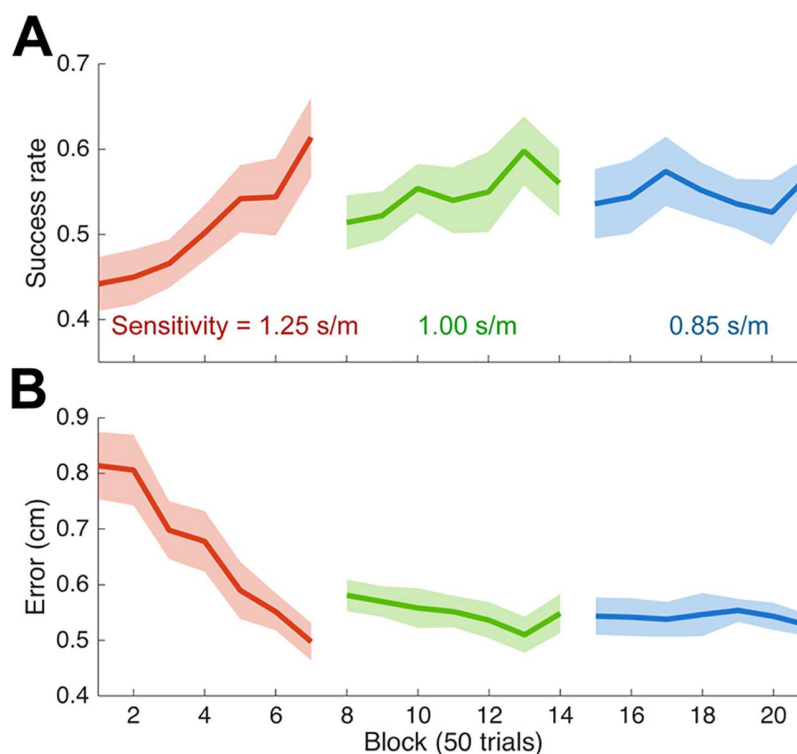 A
0.7
0.6
0.5
0.4
Success rate
Sensitivity = 1.25 s/m 1.00 s/m 0.85 s/m
B
0.9
0.8
0.7
0.6
0.5
0.4
Error (cm)
2 4 6 8 10 12 14 16 18 20
Block (50 trials)